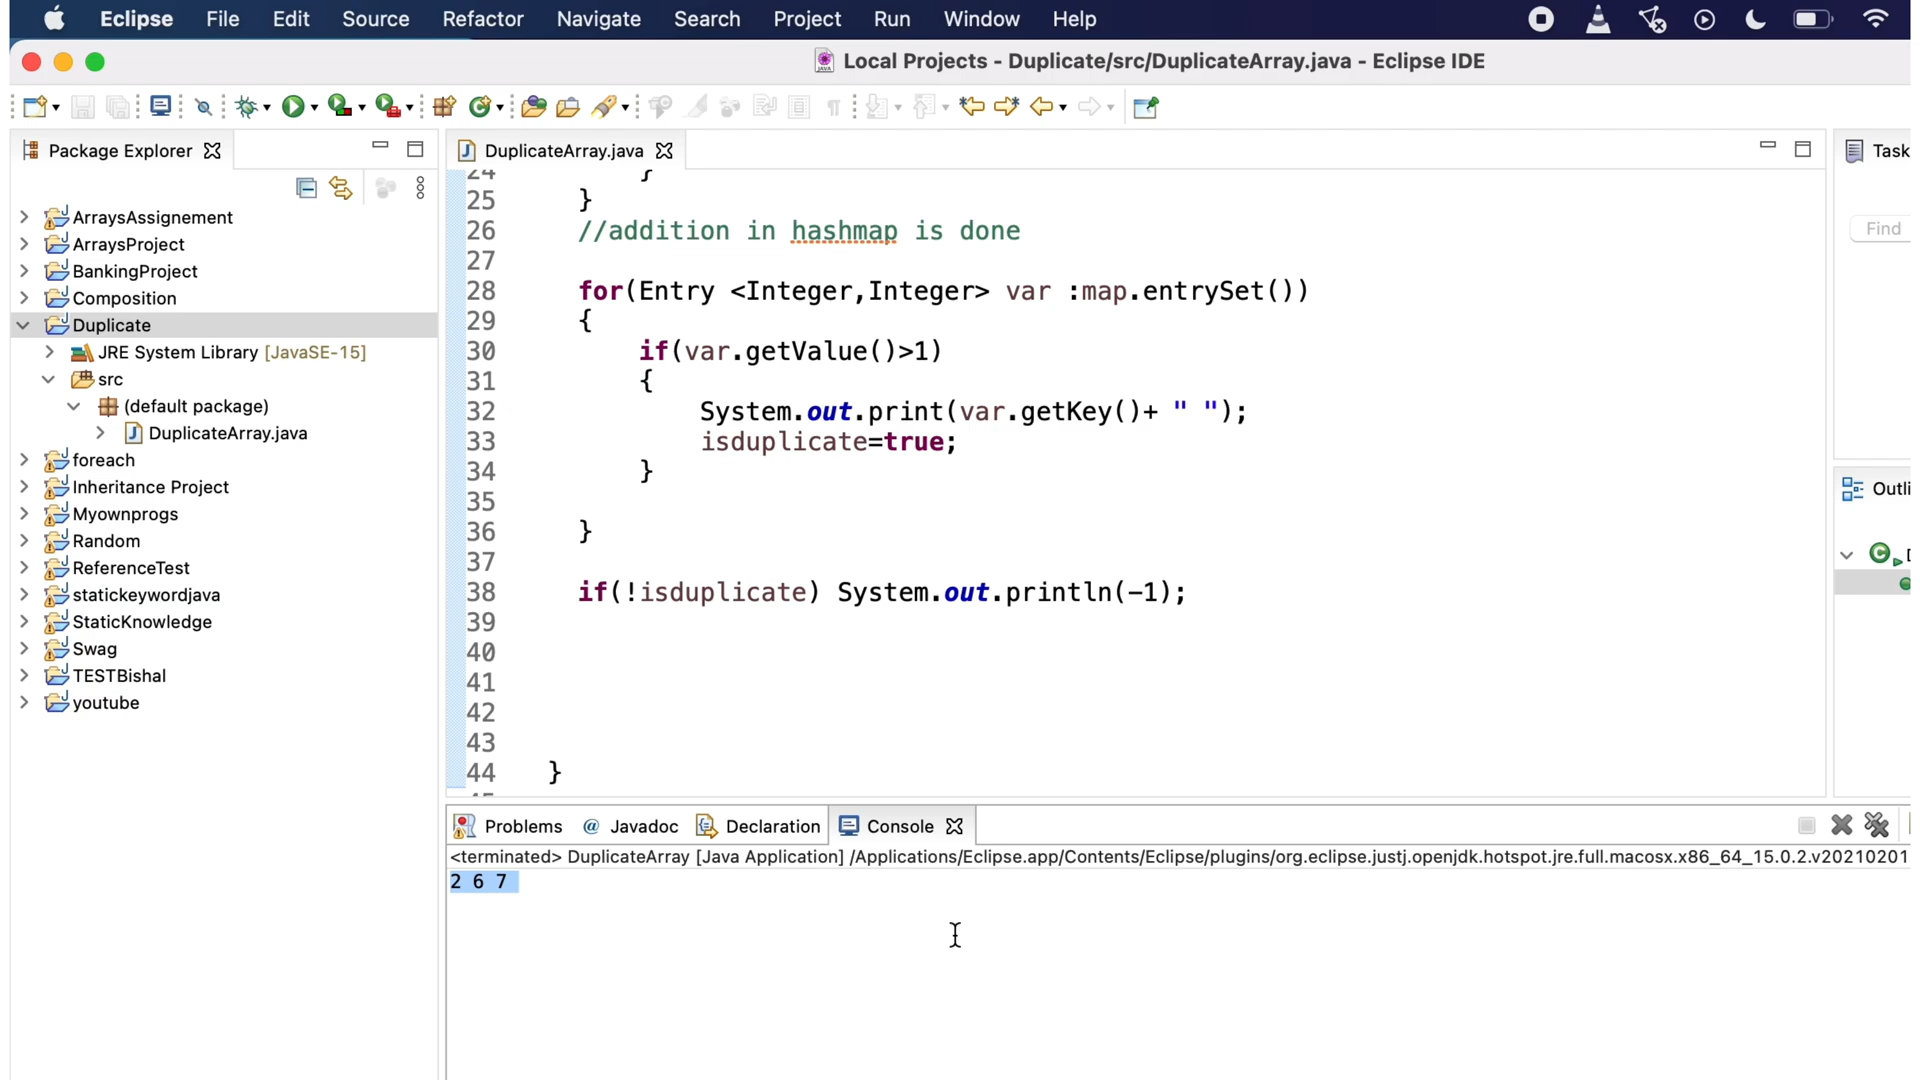 Eclipse File Edit Source Refactor Navigate Search Project Run Window Help
Local Projects - Duplicate/src/DuplicateArray.java - Eclipse IDE
Package Explorer
DuplicateArray.java
Task
Find
ArraysAssignement
ArraysProject
BankingProject
Composition
Duplicate
JRE System Library [JavaSE-15]
src
(default package)
DuplicateArray.java
foreach
Inheritance Project
Myownprogs
Random
ReferenceTest
statickeywordjava
StaticKnowledge
Swag
TESTBishal
youtube
24 }
25 }
26 //addition in hashmap is done
27
28 for(Entry <Integer,Integer> var :map.entrySet())
29 {
30 if(var.getValue()>1)
31 {
32 System.out.print(var.getKey()+ " ");
33 isduplicate=true;
34 }
35
36 }
37
38 if(!isduplicate) System.out.println(-1);
39
40
41
42
43
44 }
Outli
Problems Javadoc Declaration Console
<terminated> DuplicateArray [Java Application] /Applications/Eclipse.app/Contents/Eclipse/plugins/org.eclipse.justj.openjdk.hotspot.jre.full.macosx.x86_64_15.0.2.v20210201
2 6 7